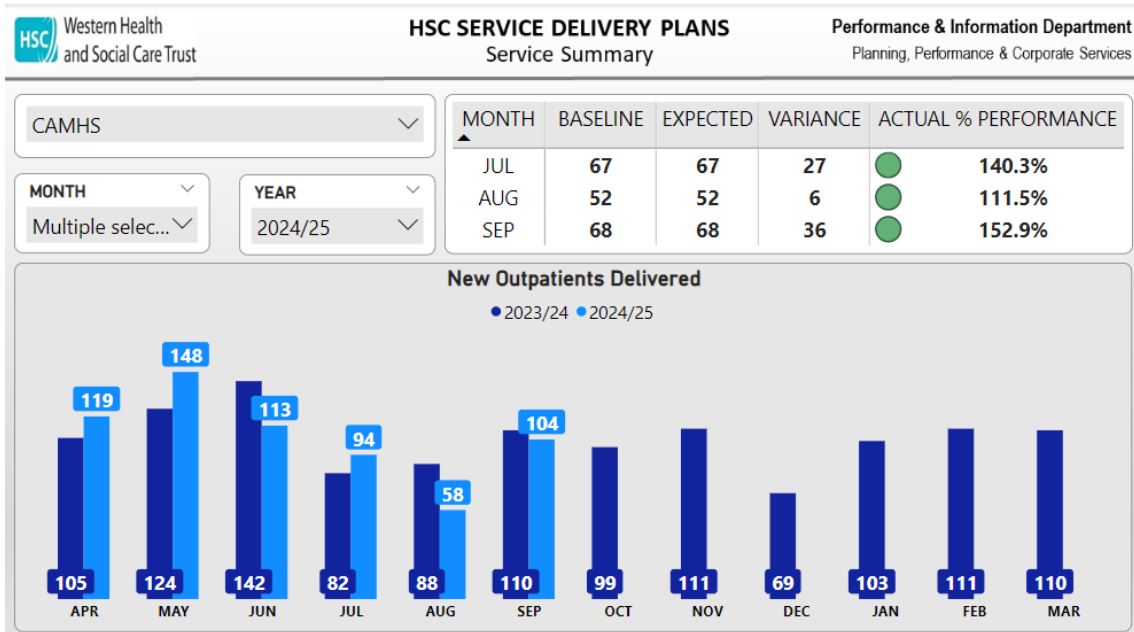 HSC
Western Health
and Social Care Trust
HSC SERVICE DELIVERY PLANS
Service Summary
Performance & Information Department
Planning, Performance & Corporate Services
CAMHS
MONTH
Multiple selec...
YEAR
2024/25
MONTH BASELINE EXPECTED VARIANCE ACTUAL % PERFORMANCE
JUL 67 67 27 140.3%
AUG 52 52 6 111.5%
SEP 68 68 36 152.9%
New Outpatients Delivered
2023/24 2024/25
119 148 113 94 58 104
105 124 142 82 88 110 99 111 69 103 111 110
APR MAY JUN JUL AUG SEP OCT NOV DEC JAN FEB MAR